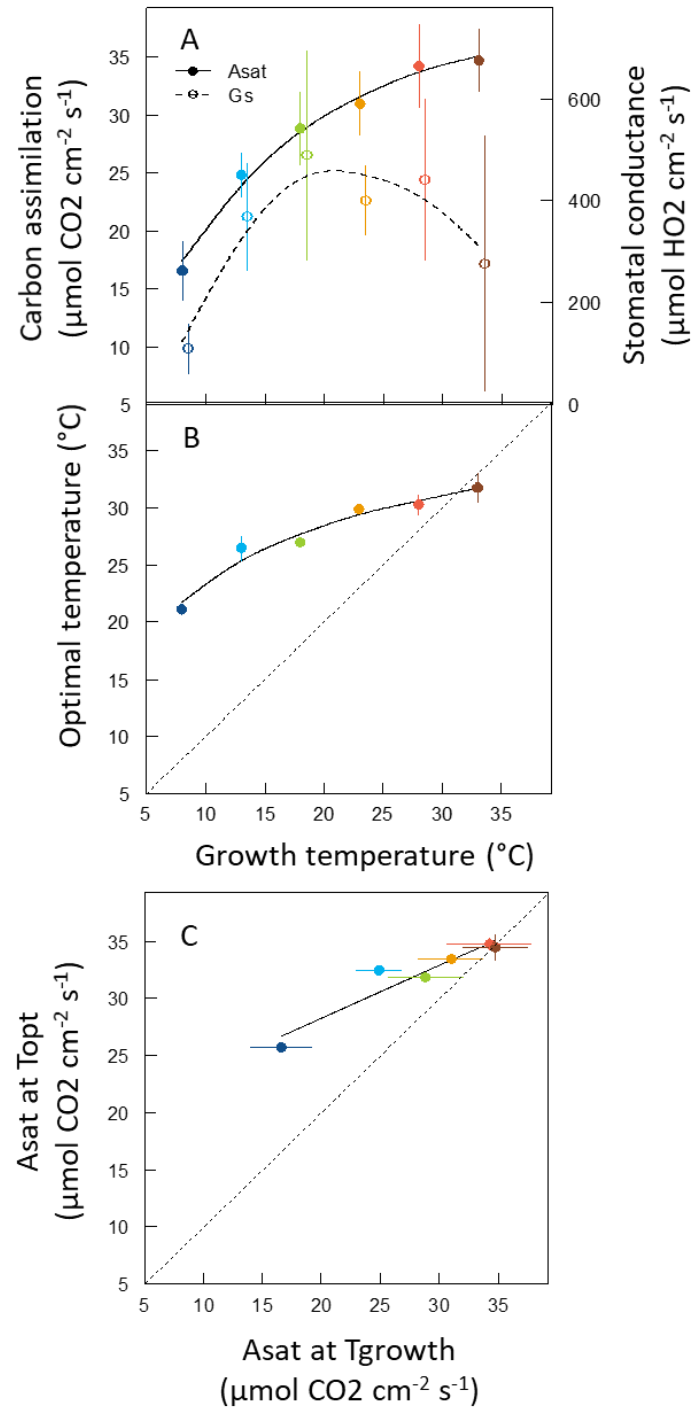 A
Asat
Gs
Carbon assimilation
(µmol CO2 cm⁻² s⁻¹)
35
30
25
20
15
10
5
Stomatal conductance
(µmol HO2 cm⁻² s⁻¹)
600
400
200
0
B
Optimal temperature (°C)
35
30
25
20
15
10
5
5 10 15 20 25 30 35
Growth temperature (°C)
C
Asat at Topt
(µmol CO2 cm⁻² s⁻¹)
35
30
25
20
15
10
5
5 10 15 20 25 30 35
Asat at Tgrowth
(µmol CO2 cm⁻² s⁻¹)